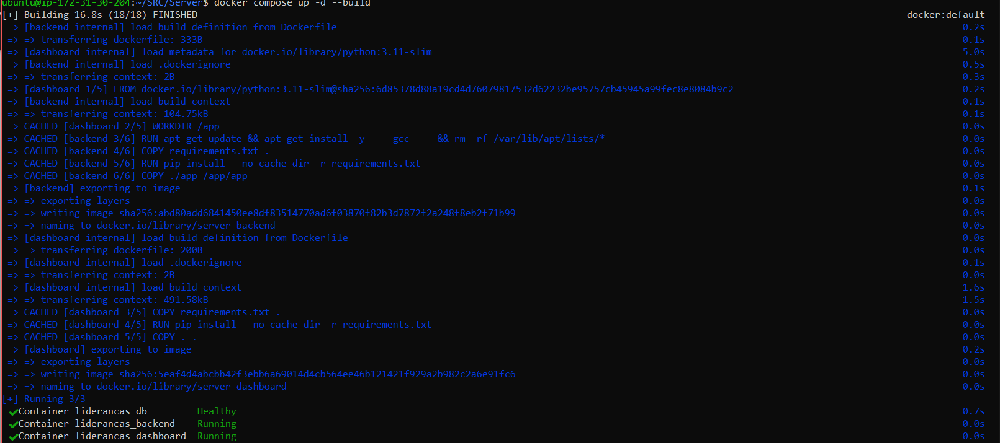 ubuntu@ip-172-31-30-204:~/SRC/Server$ docker compose up -d --build
[+] Building 16.8s (18/18) FINISHED docker:default
=> [backend internal] load build definition from Dockerfile 0.2s
=> => transferring dockerfile: 333B 0.1s
=> [dashboard internal] load metadata for docker.io/library/python:3.11-slim 5.0s
=> [backend internal] load .dockerignore 0.5s
=> => transferring context: 2B 0.3s
=> [dashboard 1/5] FROM docker.io/library/python:3.11-slim@sha256:6d85378d88a19cd4d76079817532d62232be95757cb45945a99fec8e8084b9c2 0.2s
=> [backend internal] load build context 0.1s
=> => transferring context: 104.75kB 0.1s
=> CACHED [dashboard 2/5] WORKDIR /app 0.0s
=> CACHED [backend 3/6] RUN apt-get update && apt-get install -y     gcc     && rm -rf /var/lib/apt/lists/* 0.0s
=> CACHED [backend 4/6] COPY requirements.txt . 0.0s
=> CACHED [backend 5/6] RUN pip install --no-cache-dir -r requirements.txt 0.0s
=> CACHED [backend 6/6] COPY ./app /app/app 0.0s
=> [backend] exporting to image 0.1s
=> => exporting layers 0.0s
=> => writing image sha256:abd80add6841450ee8df83514770ad6f03870f82b3d7872f2a248f8eb2f71b99 0.0s
=> => naming to docker.io/library/server-backend 0.0s
=> [dashboard internal] load build definition from Dockerfile 0.0s
=> => transferring dockerfile: 200B 0.0s
=> [dashboard internal] load .dockerignore 0.1s
=> => transferring context: 2B 0.0s
=> [dashboard internal] load build context 1.6s
=> => transferring context: 491.58kB 1.5s
=> CACHED [dashboard 3/5] COPY requirements.txt . 0.0s
=> CACHED [dashboard 4/5] RUN pip install --no-cache-dir -r requirements.txt 0.0s
=> CACHED [dashboard 5/5] COPY . . 0.0s
=> [dashboard] exporting to image 0.2s
=> => exporting layers 0.0s
=> => writing image sha256:5eaf4d4abcbb42f3ebb6a69014d4cb564ee46b121421f929a2b982c2a6e91fc6 0.0s
=> => naming to docker.io/library/server-dashboard 0.0s
[+] Running 3/3
✔Container liderancas_db Healthy 0.7s
✔Container liderancas_backend Running 0.0s
✔Container liderancas_dashboard Running 0.0s